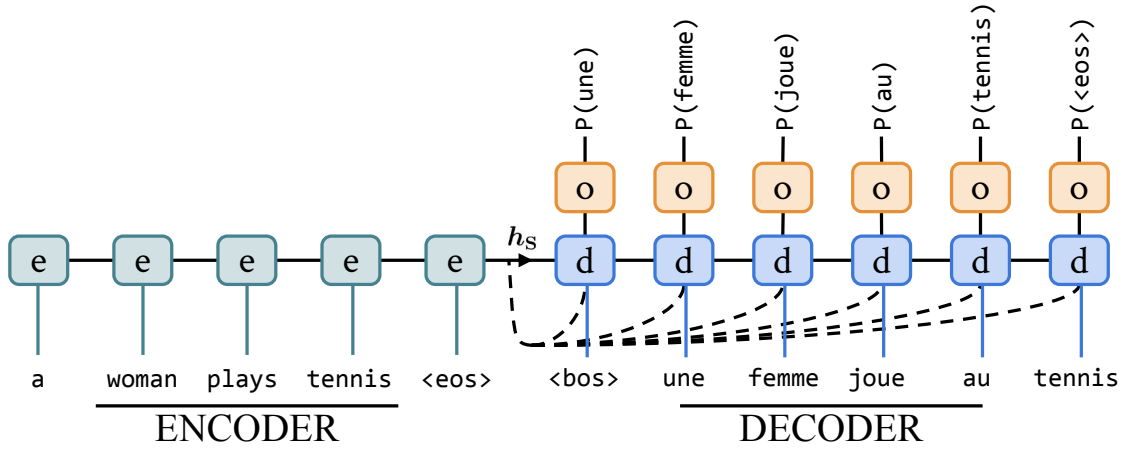 P(une) P(femme) P(joue) P(au) P(tennis) P(<eos>)
o o o o o o
h_S
e e e e e d d d d d d
a woman plays tennis <eos> <bos> une femme joue au tennis
ENCODER DECODER